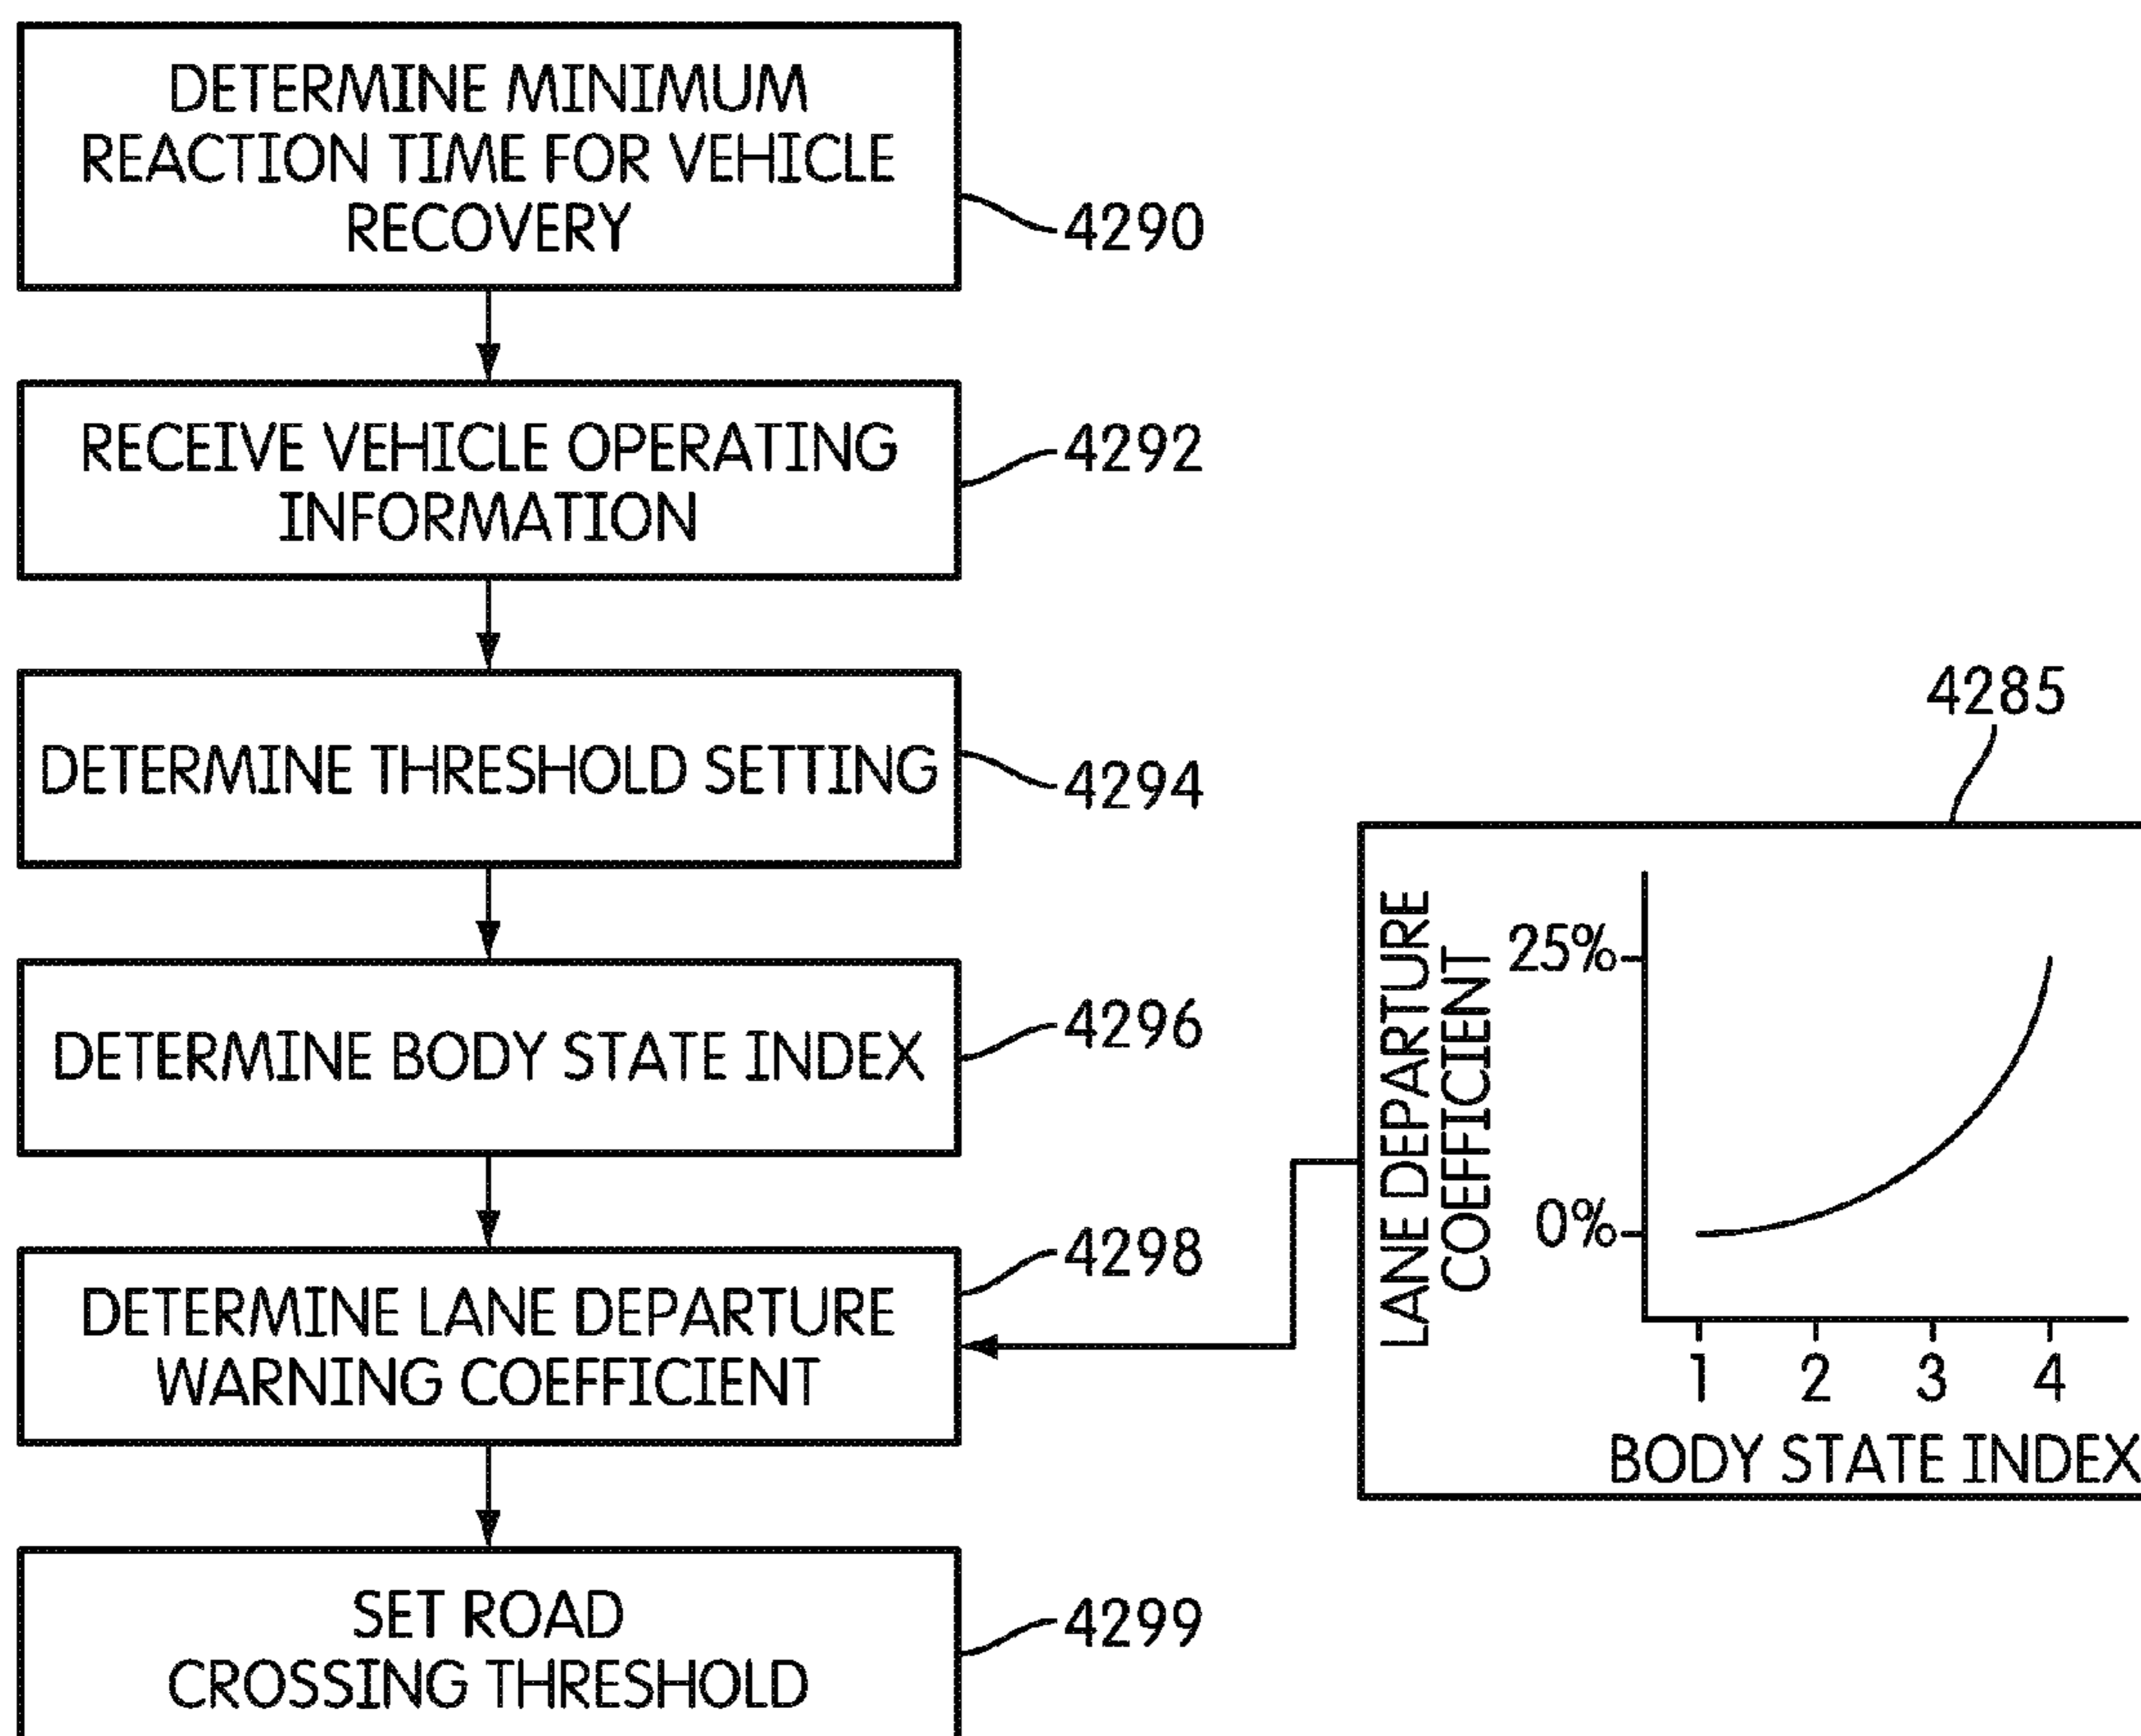 DETERMINE MINIMUM
REACTION TIME FOR VEHICLE
RECOVERY
4290
RECEIVE VEHICLE OPERATING
INFORMATION
4292
DETERMINE THRESHOLD SETTING
4294
DETERMINE BODY STATE INDEX
4296
DETERMINE LANE DEPARTURE
WARNING COEFFICIENT
4298
SET ROAD
CROSSING THRESHOLD
4299
4285
LANE DEPARTURE
COEFFICIENT
25%
0%
1 2 3 4
BODY STATE INDEX